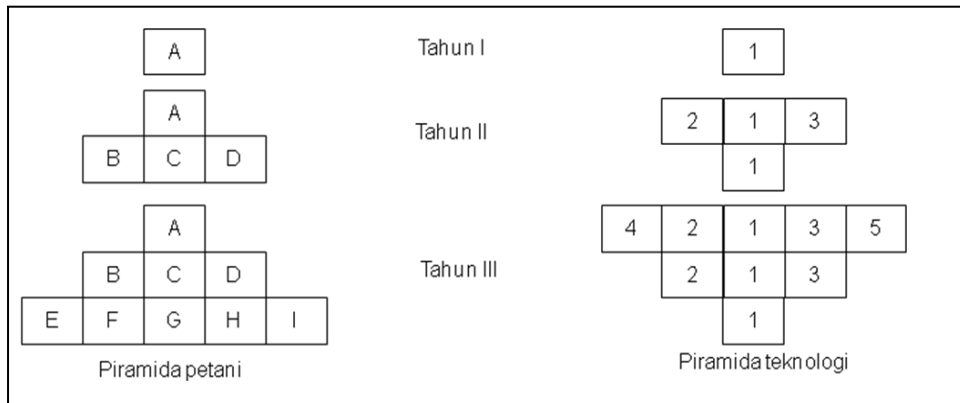 A Tahun I 1
A
Tahun II
2 1 3
B C D
1
A
4 2 1 3 5
B C D
Tahun III
2 1 3
E F G H I
1
Piramida petani
Piramida teknologi